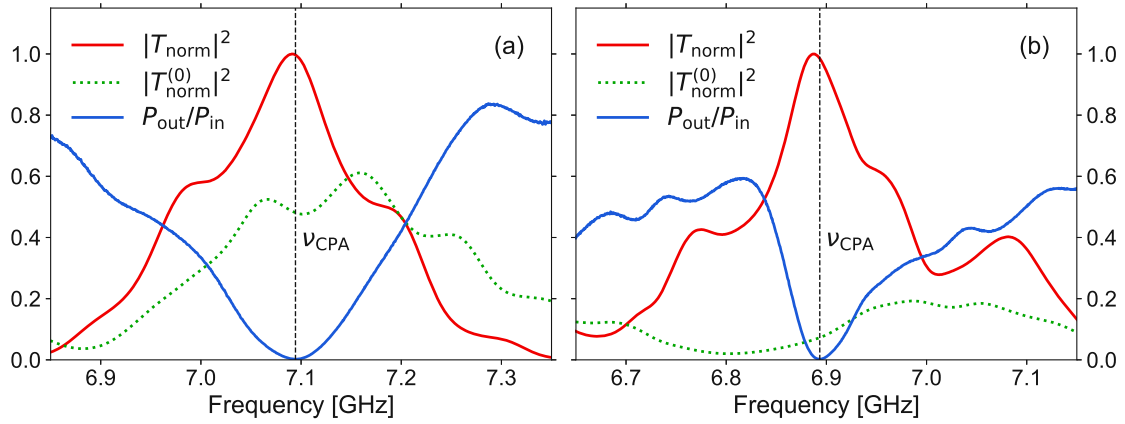 (a)
|T_norm|^2
|T_norm^(0)|^2
P_out/P_in
ν_CPA
1.0
0.8
0.6
0.4
0.2
0.0
6.9 7.0 7.1 7.2 7.3
Frequency [GHz]
(b)
|T_norm|^2
|T_norm^(0)|^2
P_out/P_in
ν_CPA
1.0
0.8
0.6
0.4
0.2
0.0
6.7 6.8 6.9 7.0 7.1
Frequency [GHz]